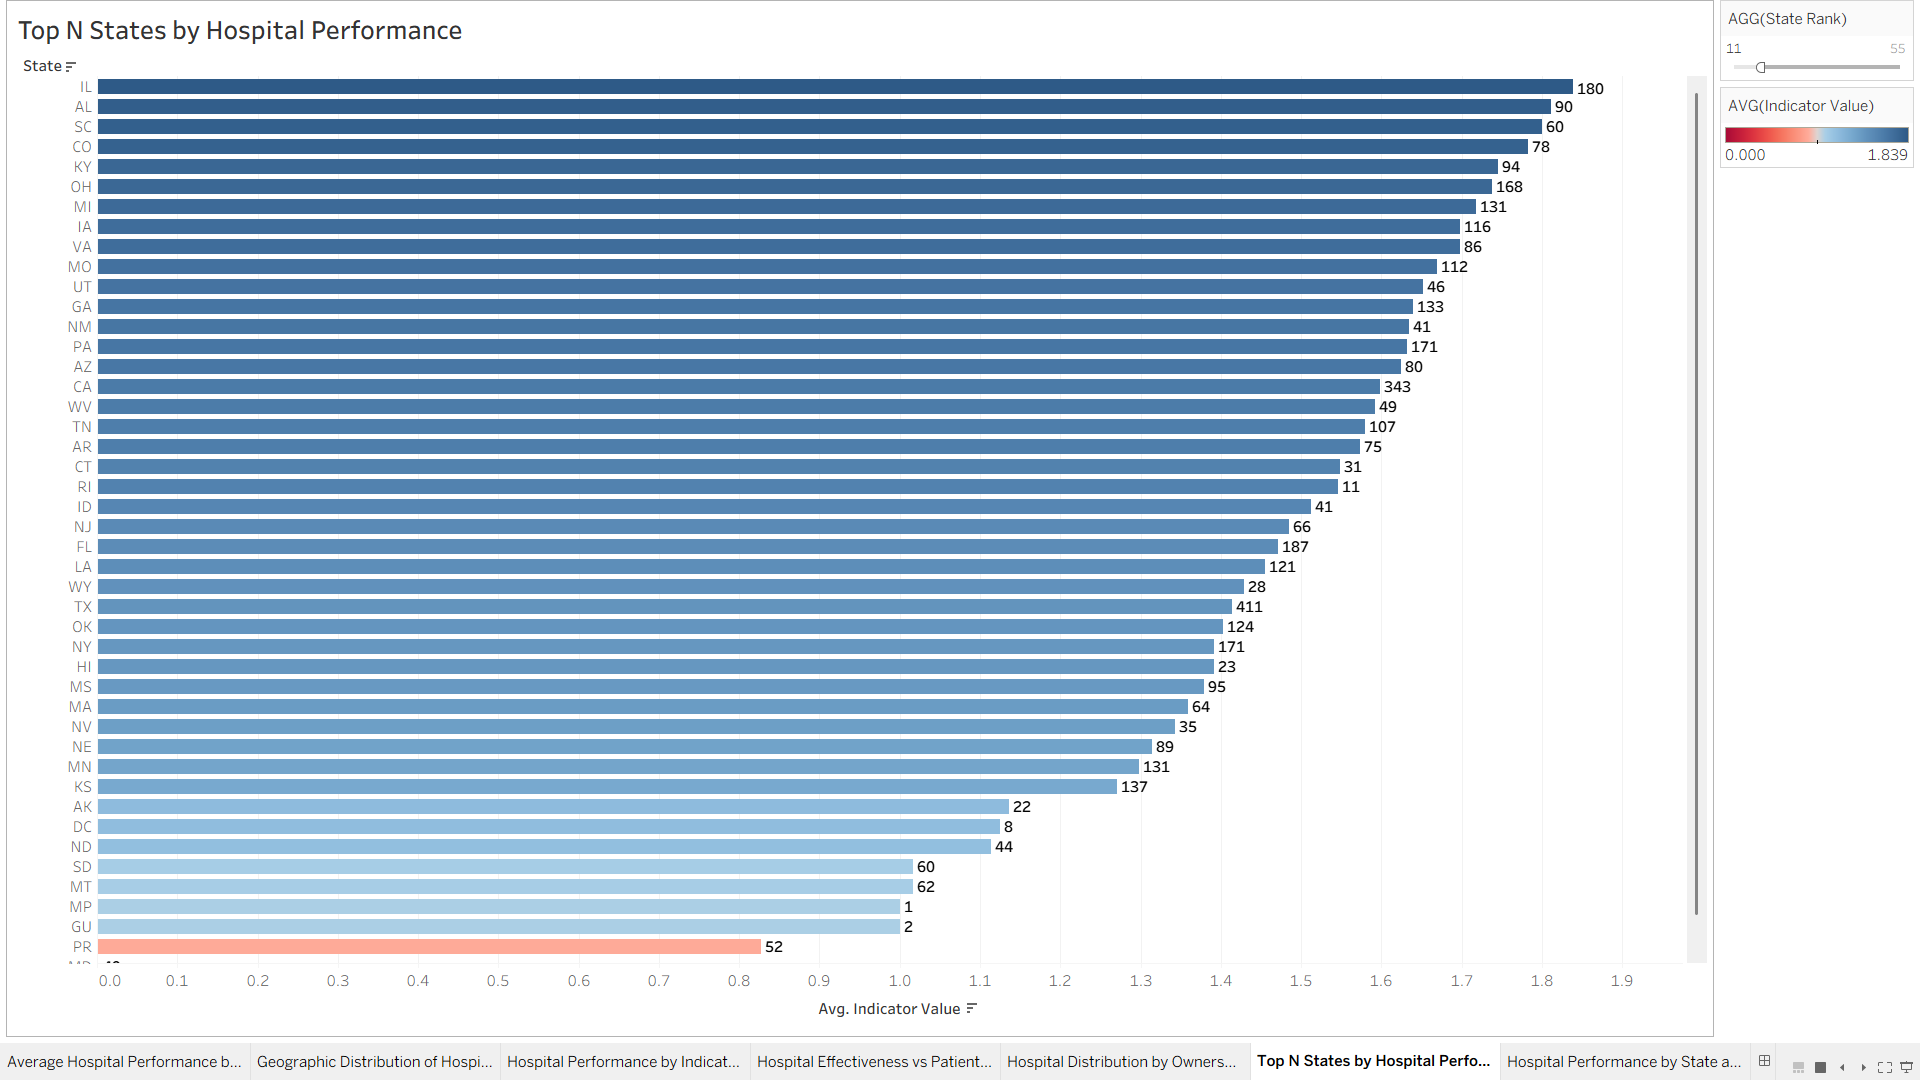 Top N States by Hospital Performance
State
IL 180
AL 90
SC 60
CO 78
KY 94
OH 168
MI 131
IA 116
VA 86
MO 112
UT 46
GA 133
NM 41
PA 171
AZ 80
CA 343
WV 49
TN 107
AR 75
CT 31
RI 11
ID 41
NJ 66
FL 187
LA 121
WY 28
TX 411
OK 124
NY 171
HI 23
MS 95
MA 64
NV 35
NE 89
MN 131
KS 137
AK 22
DC 8
ND 44
SD 60
MT 62
MP 1
GU 2
PR 52
0.0 0.1 0.2 0.3 0.4 0.5 0.6 0.7 0.8 0.9 1.0 1.1 1.2 1.3 1.4 1.5 1.6 1.7 1.8 1.9
Avg. Indicator Value
AGG(State Rank)
11 55
AVG(Indicator Value)
0.000 1.839
Average Hospital Performance b... Geographic Distribution of Hospi... Hospital Performance by Indicat... Hospital Effectiveness vs Patient... Hospital Distribution by Owners... Top N States by Hospital Perfo... Hospital Performance by State a...